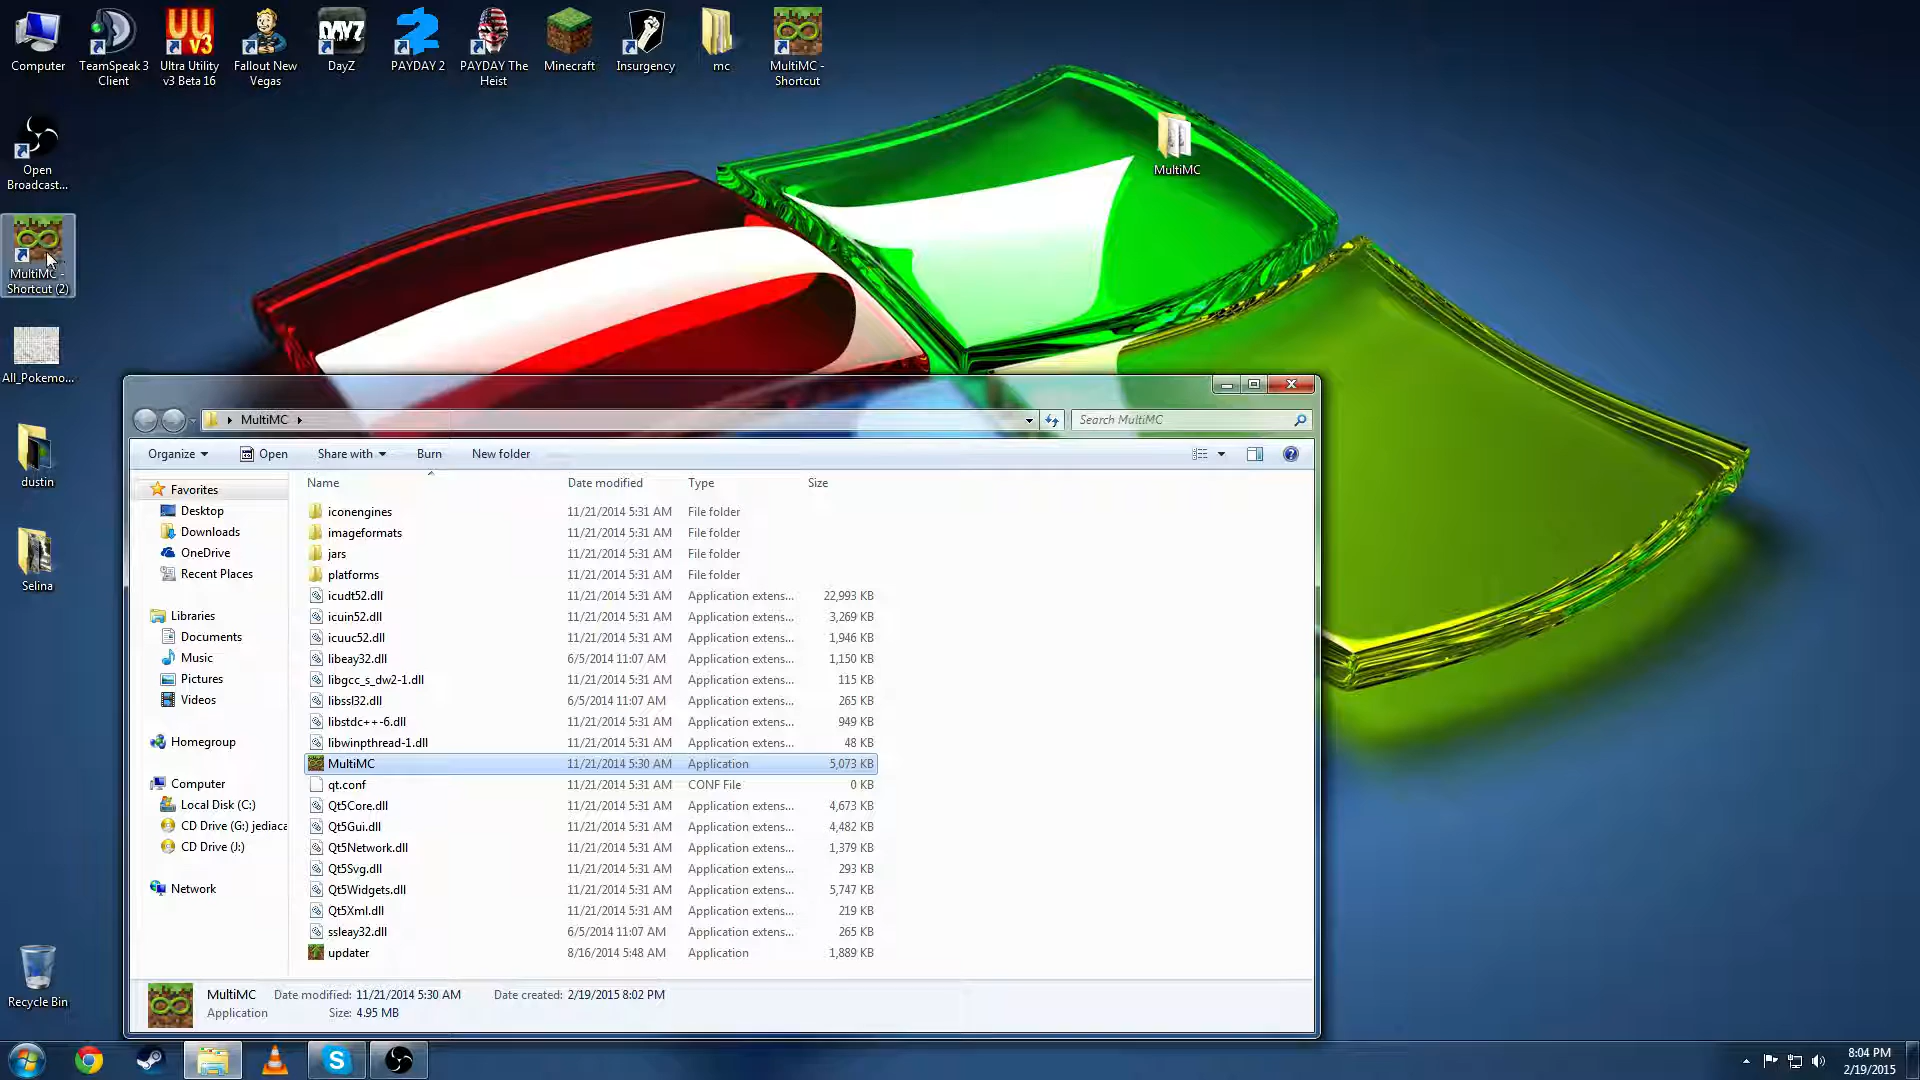 Computer
TeamSpeak 3
Client
UU
v3
Ultra Utility
v3 Beta 16
Fallout New
Vegas
DAYZ
DayZ
2
PAYDAY 2
PAYDAY The
Heist
Minecraft
Insurgency
mc
MultiMC -
Shortcut
Open
Broadcast...
MultiMC -
Shortcut (2)
All_Pokemo...
dustin
Selina
Recycle Bin
MultiMC
MultiMC
Search MultiMC
Organize
Open
Share with
Burn
New folder
Favorites
Desktop
Downloads
OneDrive
Recent Places
Libraries
Documents
Music
Pictures
Videos
Homegroup
Computer
Local Disk (C:)
CD Drive (G:) jediaca
CD Drive (J:)
Network
Name Date modified Type Size
iconengines 11/21/2014 5:31 AM File folder
imageformats 11/21/2014 5:31 AM File folder
jars 11/21/2014 5:31 AM File folder
platforms 11/21/2014 5:31 AM File folder
icudt52.dll 11/21/2014 5:31 AM Application extens... 22,993 KB
icuin52.dll 11/21/2014 5:31 AM Application extens... 3,269 KB
icuuc52.dll 11/21/2014 5:31 AM Application extens... 1,946 KB
libeay32.dll 6/5/2014 11:07 AM Application extens... 1,150 KB
libgcc_s_dw2-1.dll 11/21/2014 5:31 AM Application extens... 115 KB
libssl32.dll 6/5/2014 11:07 AM Application extens... 265 KB
libstdc++-6.dll 11/21/2014 5:31 AM Application extens... 949 KB
libwinpthread-1.dll 11/21/2014 5:31 AM Application extens... 48 KB
MultiMC 11/21/2014 5:30 AM Application 5,073 KB
qt.conf 11/21/2014 5:31 AM CONF File 0 KB
Qt5Core.dll 11/21/2014 5:31 AM Application extens... 4,673 KB
Qt5Gui.dll 11/21/2014 5:31 AM Application extens... 4,482 KB
Qt5Network.dll 11/21/2014 5:31 AM Application extens... 1,379 KB
Qt5Svg.dll 11/21/2014 5:31 AM Application extens... 293 KB
Qt5Widgets.dll 11/21/2014 5:31 AM Application extens... 5,747 KB
Qt5Xml.dll 11/21/2014 5:31 AM Application extens... 219 KB
ssleay32.dll 6/5/2014 11:07 AM Application extens... 265 KB
updater 8/16/2014 5:48 AM Application 1,889 KB
MultiMC Date modified: 11/21/2014 5:30 AM Date created: 2/19/2015 8:02 PM
Application Size: 4.95 MB
8:04 PM
2/19/2015